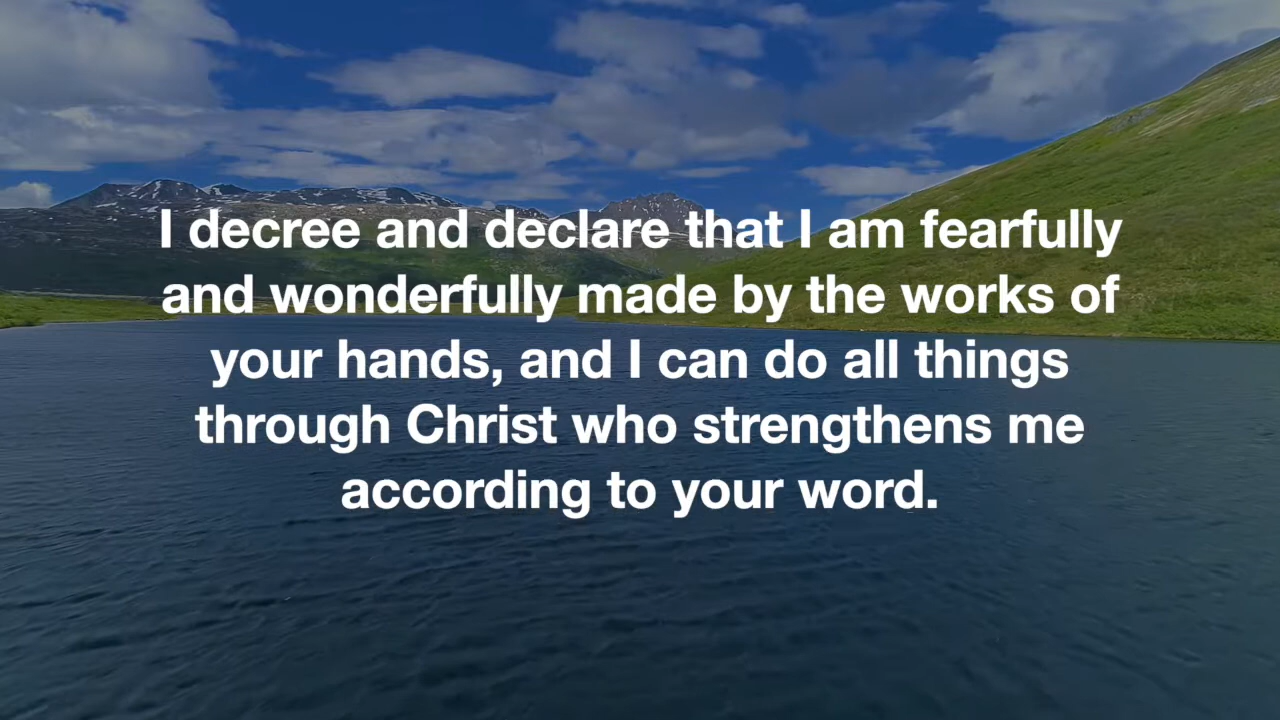 I decree and declare that I am fearfully
and wonderfully made by the works of
your hands, and I can do all things
through Christ who strengthens me
according to your word.